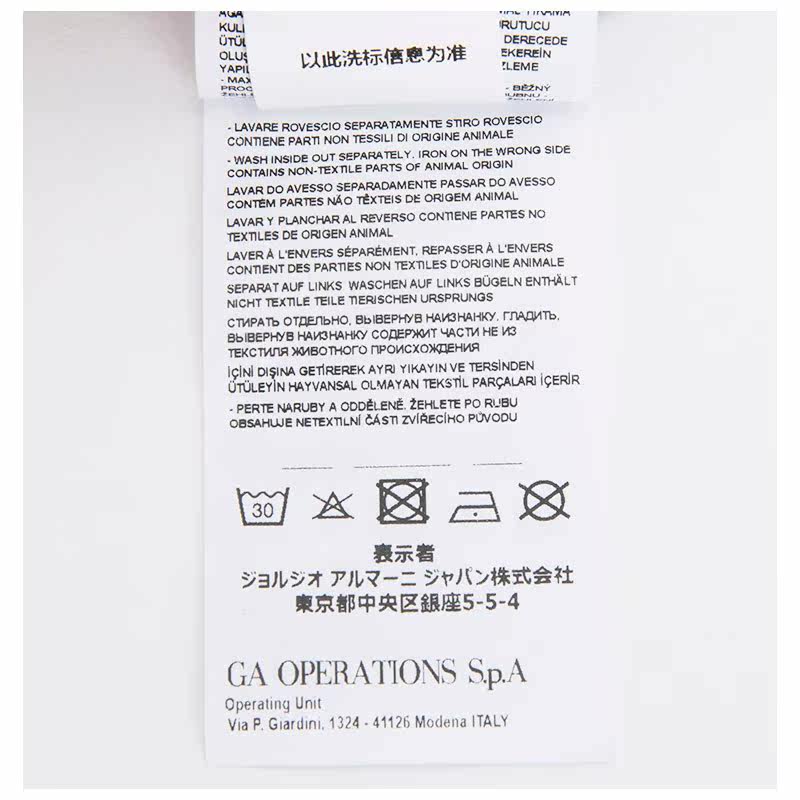 KULL
URUTUCU
DERECEDE
YAPIL
- MAX
- BĚŽNÝ
以此洗标信息为准
- LAVARE ROVESCIO SEPARATAMENTE STIRO ROVESCIO
CONTIENE PARTI NON TESSILI DI ORIGINE ANIMALE
- WASH INSIDE OUT SEPARATELY. IRON ON THE WRONG SIDE
CONTAINS NON-TEXTILE PARTS OF ANIMAL ORIGIN
LAVAR DO AVESSO SEPARADAMENTE PASSAR DO AVESSO
CONTÉM PARTES NÃO TÊXTEIS DE ORIGEM ANIMAL
LAVAR Y PLANCHAR AL REVERSO CONTIENE PARTES NO
TEXTILES DE ORIGEN ANIMAL
LAVER À L'ENVERS SÉPARÉMENT, REPASSER À L'ENVERS
CONTIENT DES PARTIES NON TEXTILES D'ORIGINE ANIMALE
SEPARAT AUF LINKS WASCHEN AUF LINKS BÜGELN ENTHÄLT
NICHT TEXTILE TEILE TIERISCHEN URSPRUNGS
СТИРАТЬ ОТДЕЛЬНО, ВЫВЕРНУВ НАИЗНАНКУ. ГЛАДИТЬ,
ВЫВЕРНУВ НАИЗНАНКУ СОДЕРЖИТ ЧАСТИ НЕ ИЗ
ТЕКСТИЛЯ ЖИВОТНОГО ПРОИСХОЖДЕНИЯ
İÇİNİ DIŞINA GETİREREK AYRI YIKAYIN VE TERSİNDEN
ÜTÜLEYİN HAYVANSAL OLMAYAN TEKSTİL PARÇALARI İÇERİR
- PERTE NARUBY A ODDĚLENĚ. ŽEHLETE PO RUBU
OBSAHUJE NETEXTILNÍ ČÁSTI ZVÍŘECÍHO PŮVODU
30
表示者
ジョルジオ アルマーニ ジャパン株式会社
東京都中央区銀座5-5-4
GA OPERATIONS S.p.A
Operating Unit
Via P. Giardini, 1324 - 41126 Modena ITALY